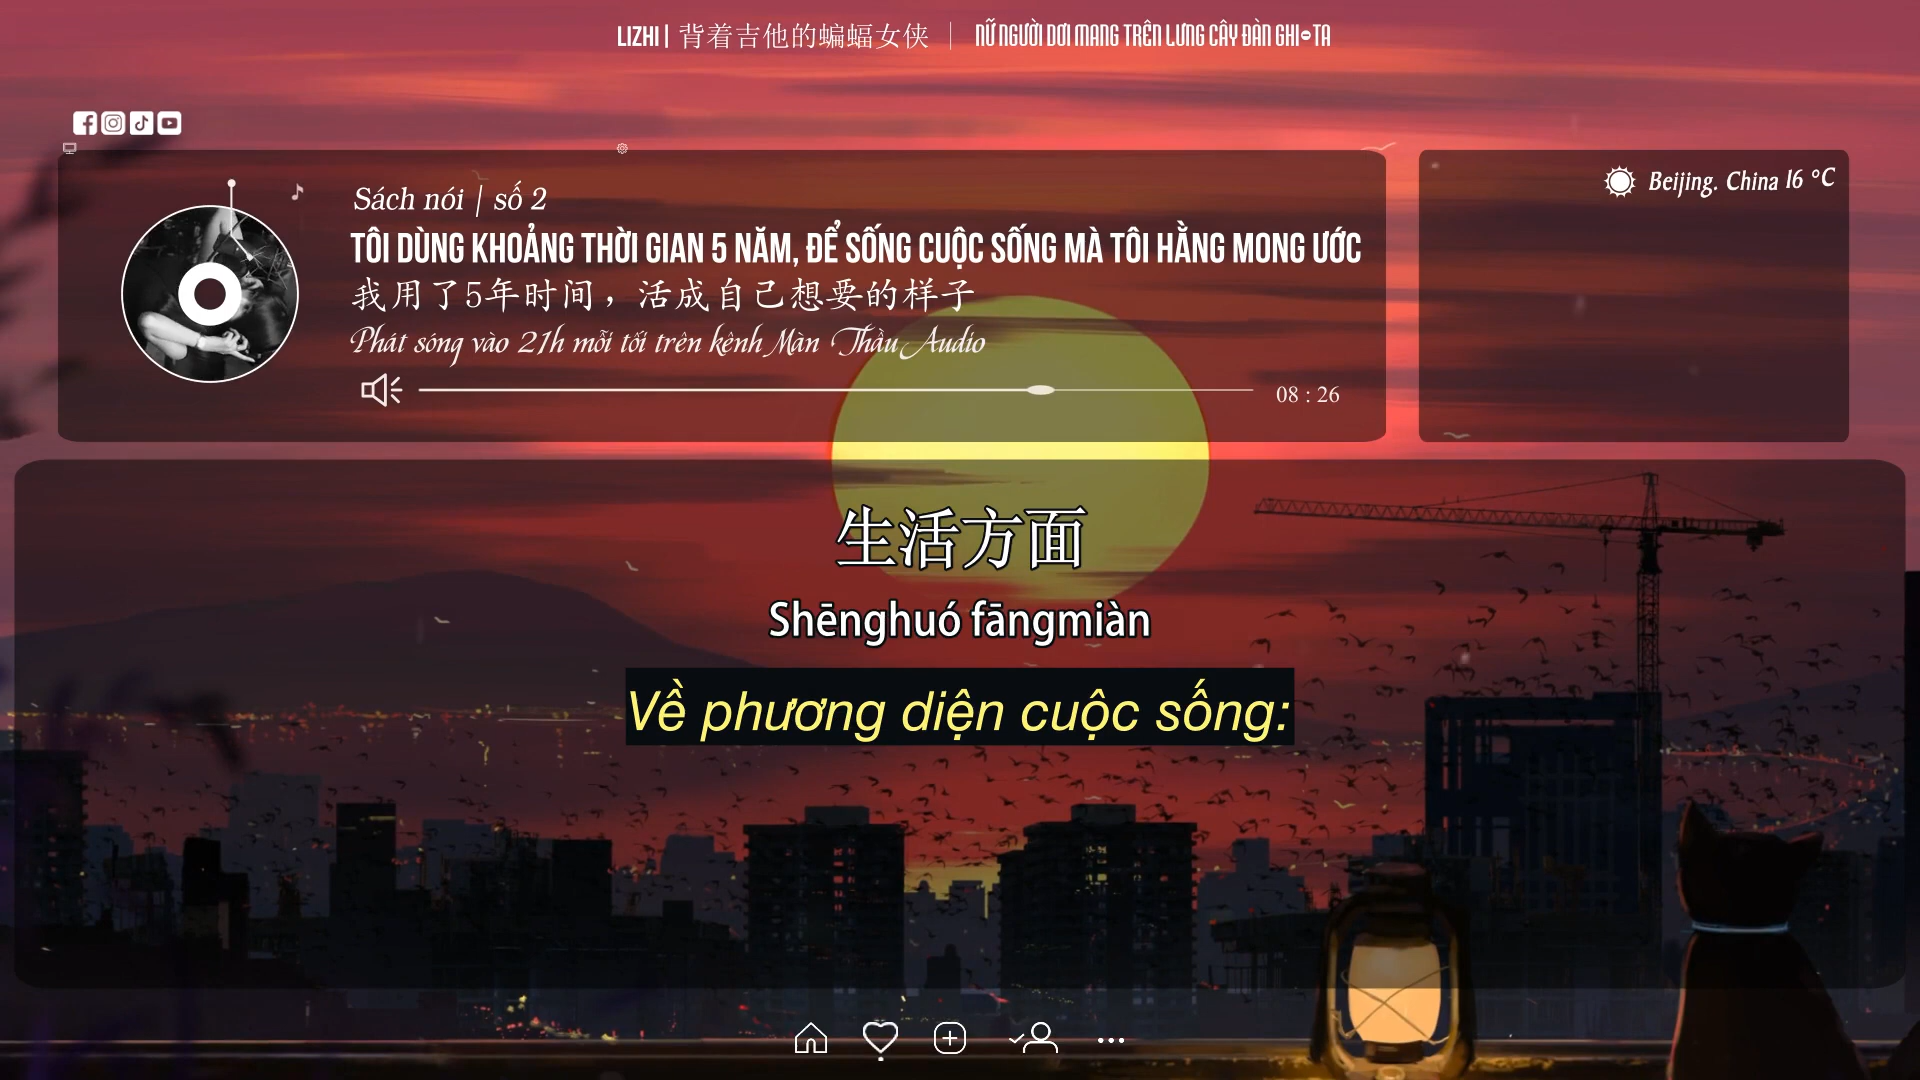 LIZHI | 背着吉他的蝙蝠女侠 | NỮ NGƯỜI DƠI MANG TRÊN LƯNG CÂY ĐÀN GHI-TA
Sách nói | số 2
TÔI DÙNG KHOẢNG THỜI GIAN 5 NĂM, ĐỂ SỐNG CUỘC SỐNG MÀ TÔI HẰNG MONG ƯỚC
我用了5年时间，活成自己想要的样子
Phát sóng vào 21h mỗi tối trên kênh Màn Thầu Audio
08 : 26
Beijing. China 16 °C
生活方面
Shēnghuó fāngmiàn
Về phương diện cuộc sống: